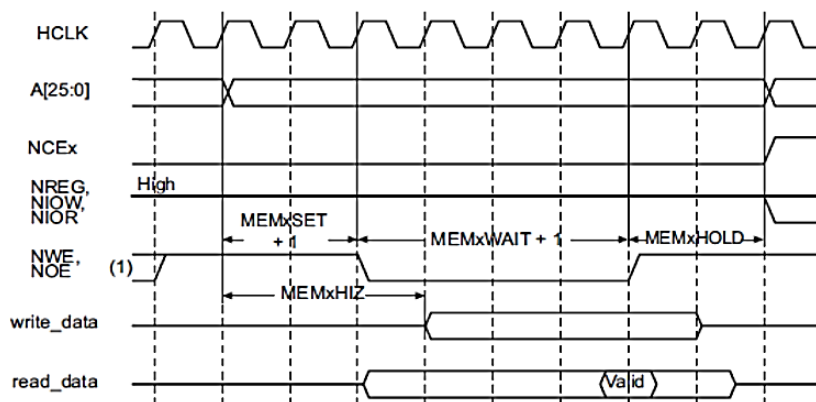 HCLK
A[25:0]
NCEx
NREG,
NIOW,
NIOR
High
MEMxSET
+ 1
MEMxWAIT + 1
MEMxHOLD
NWE,
NOE
(1)
MEMxHIZ
write_data
read_data
Valid